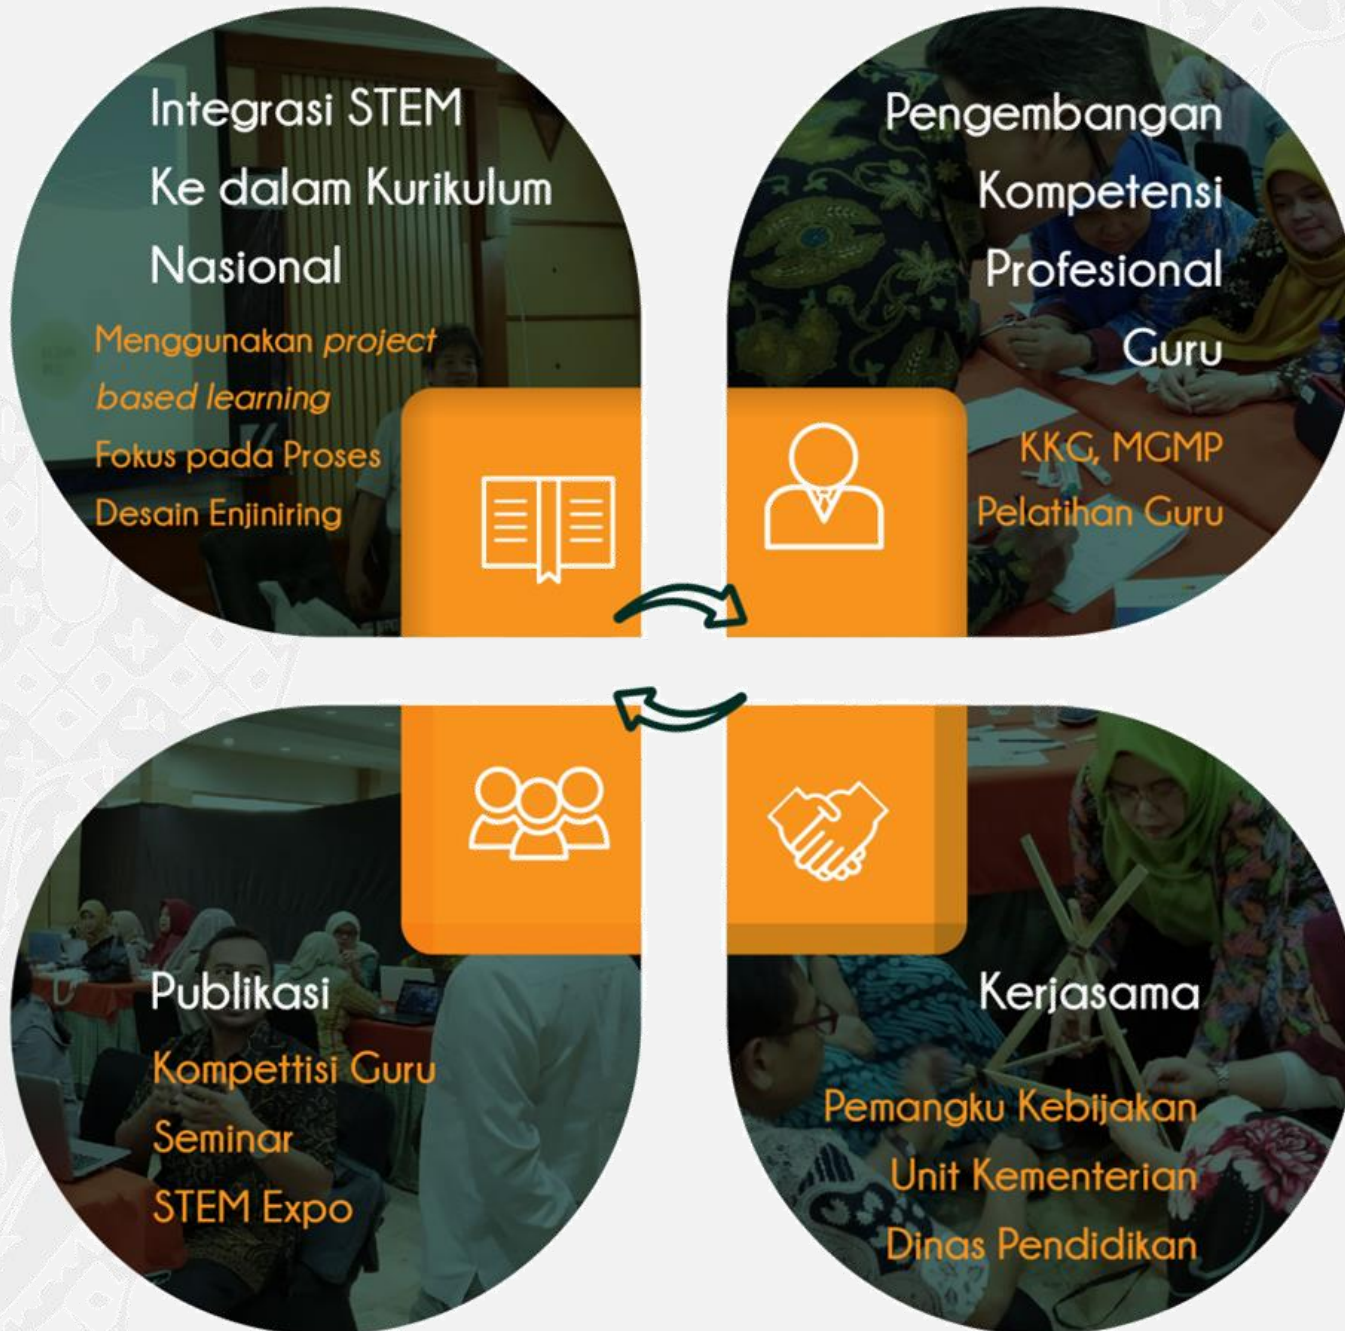 Integrasi STEM
Ke dalam Kurikulum
Nasional
Menggunakan project
based learning
Fokus pada Proses
Desain Enjiniring
Pengembangan
Kompetensi
Profesional
Guru
KKG, MGMP
Pelatihan Guru
Publikasi
Kompettisi Guru
Seminar
STEM Expo
Kerjasama
Pemangku Kebijakan
Unit Kementerian
Dinas Pendidikan